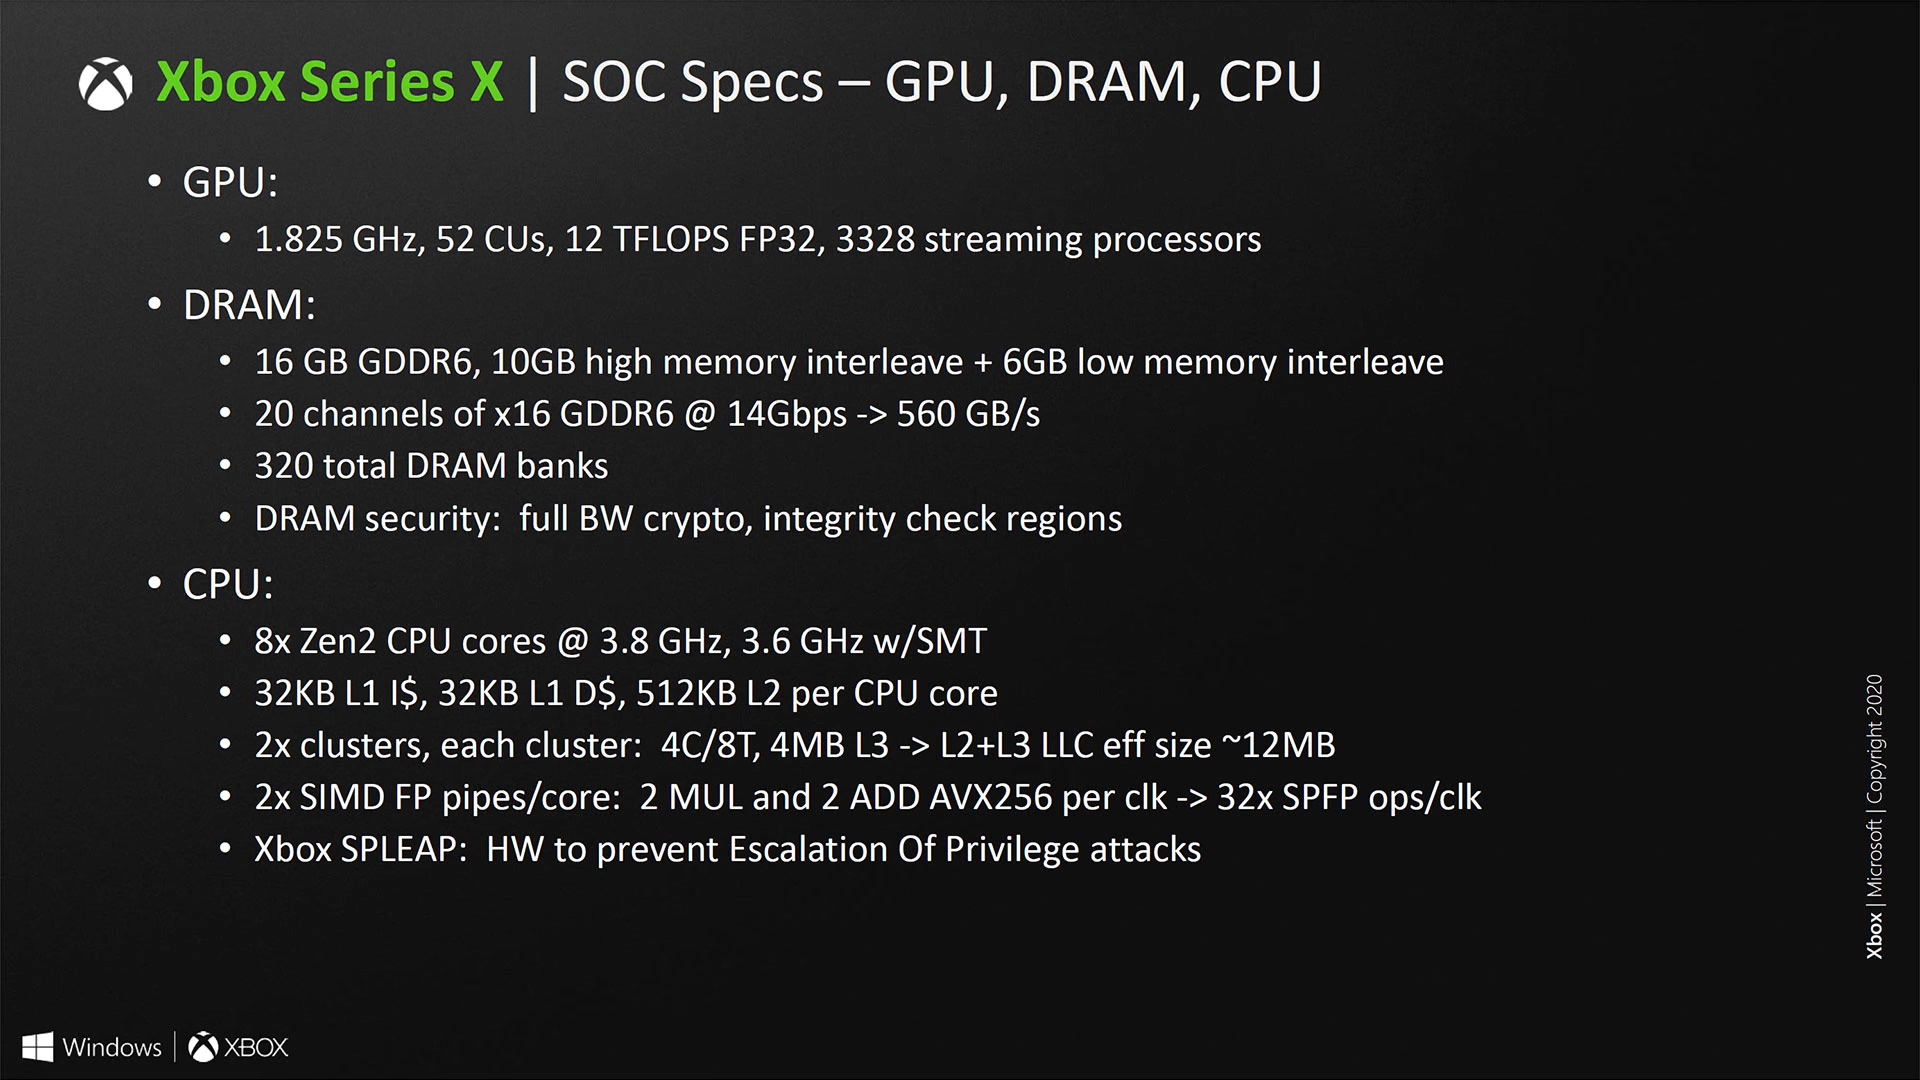 Xbox Series X | SOC Specs – GPU, DRAM, CPU
• GPU:
• 1.825 GHz, 52 CUs, 12 TFLOPS FP32, 3328 streaming processors
• DRAM:
• 16 GB GDDR6, 10GB high memory interleave + 6GB low memory interleave
• 20 channels of x16 GDDR6 @ 14Gbps -> 560 GB/s
• 320 total DRAM banks
• DRAM security:  full BW crypto, integrity check regions
• CPU:
• 8x Zen2 CPU cores @ 3.8 GHz, 3.6 GHz w/SMT
• 32KB L1 I$, 32KB L1 D$, 512KB L2 per CPU core
• 2x clusters, each cluster:  4C/8T, 4MB L3 -> L2+L3 LLC eff size ~12MB
• 2x SIMD FP pipes/core:  2 MUL and 2 ADD AVX256 per clk -> 32x SPFP ops/clk
• Xbox SPLEAP:  HW to prevent Escalation Of Privilege attacks
Xbox | Microsoft | Copyright 2020
Windows | XBOX